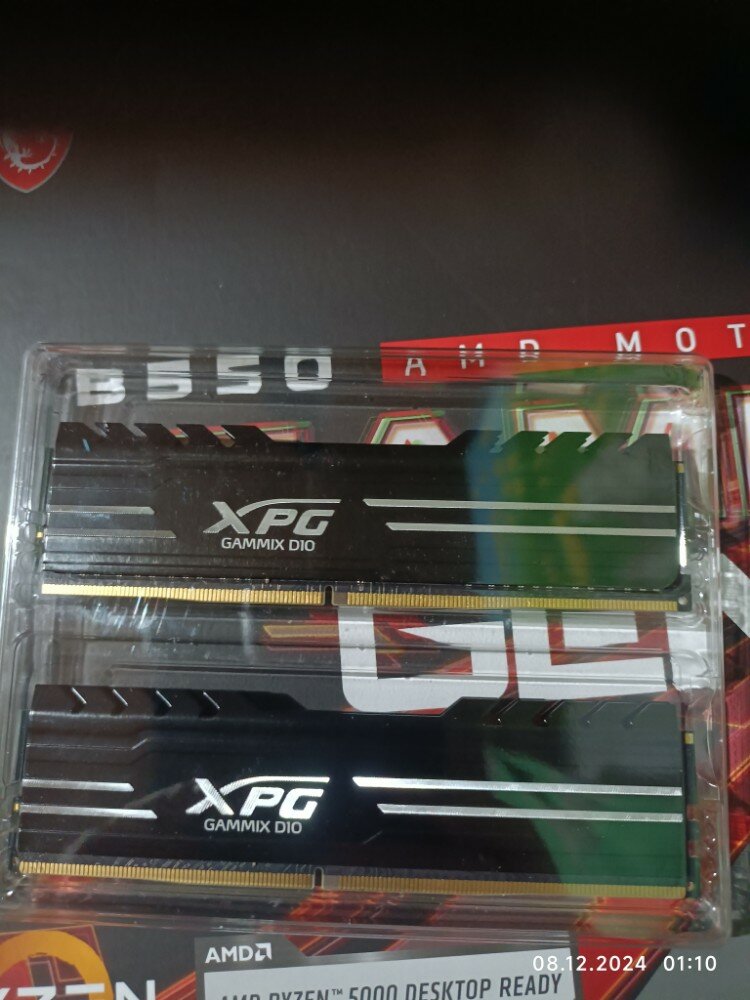 B550
AMD MOT
XPG
GAMMIX D10
XPG
GAMMIX D10
AMD
AMD RYZEN™ 5000 DESKTOP READY
08.12.2024 01:10